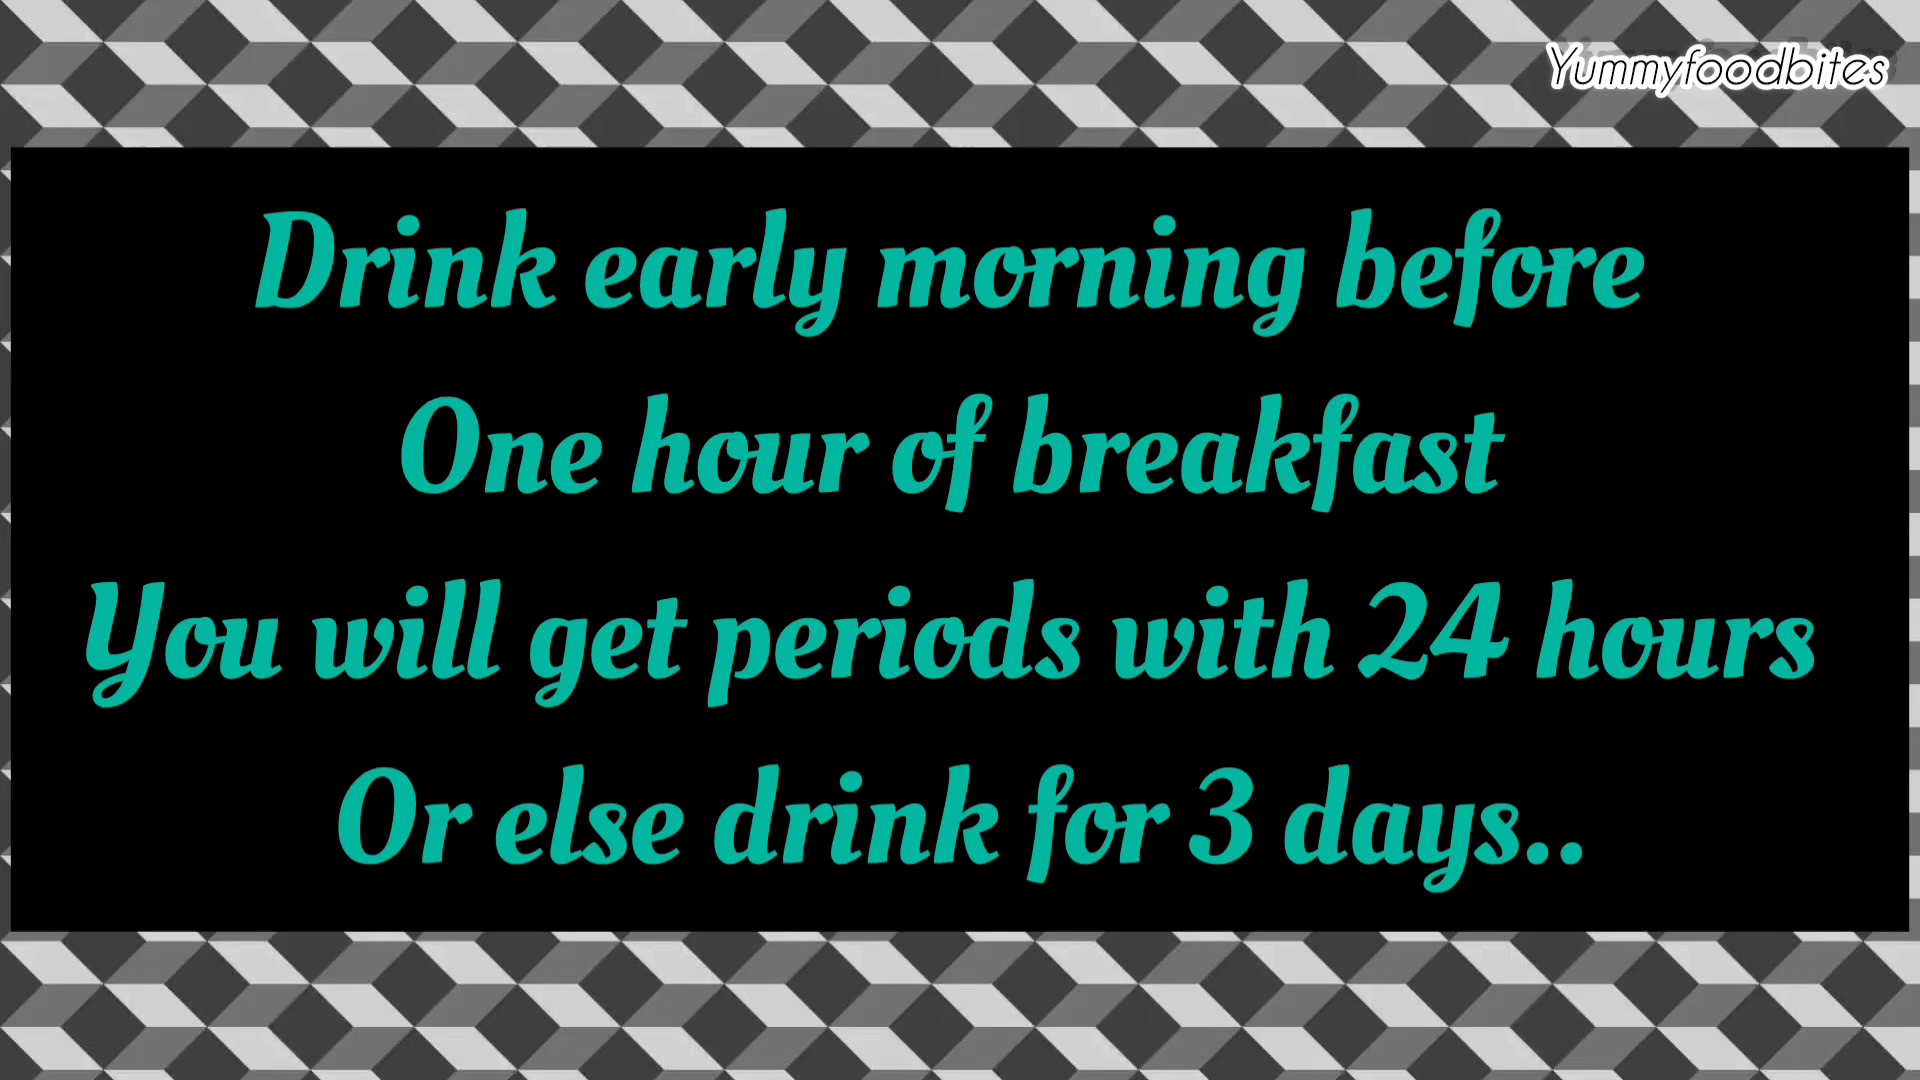 Yummyfoodbites
Drink early morning before
One hour of breakfast
You will get periods with 24 hours
Or else drink for 3 days..